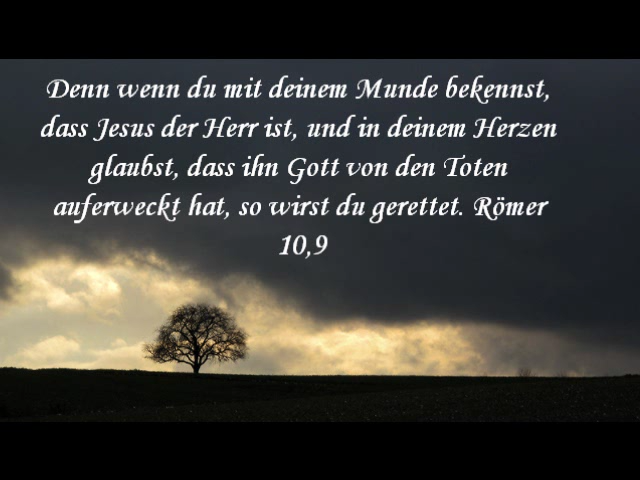 Denn wenn du mit deinem Munde bekennst,
dass Jesus der Herr ist, und in deinem Herzen
glaubst, dass ihn Gott von den Toten
auferweckt hat, so wirst du gerettet. Römer
10,9